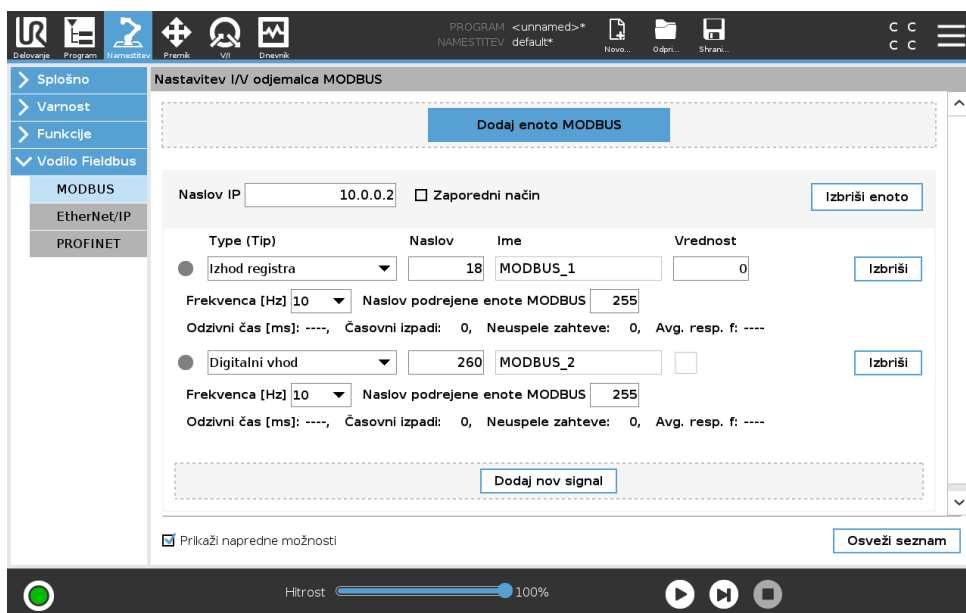 PROGRAM <unnamed>*
NAMESTITEV default*
UR
Delovanje Program Namestitev Premik V/I Dnevnik Novo... Odpri... Shrani...
C C
C C
Splošno
Varnost
Funkcije
Vodilo Fieldbus
MODBUS
EtherNet/IP
PROFINET
Nastavitev I/V odjemalca MODBUS
Dodaj enoto MODBUS
Naslov IP 10.0.0.2 Zaporedni način Izbriši enoto
Type (Tip) Naslov Ime Vrednost
Izhod registra 18 MODBUS_1 0 Izbriši
Frekvenca [Hz] 10 Naslov podrejene enote MODBUS 255
Odzivni čas [ms]: ----, Časovni izpadi: 0, Neuspele zahteve: 0, Avg. resp. f: ----
Digitalni vhod 260 MODBUS_2 Izbriši
Frekvenca [Hz] 10 Naslov podrejene enote MODBUS 255
Odzivni čas [ms]: ----, Časovni izpadi: 0, Neuspele zahteve: 0, Avg. resp. f: ----
Dodaj nov signal
Prikaži napredne možnosti Osveži seznam
Hitrost 100%